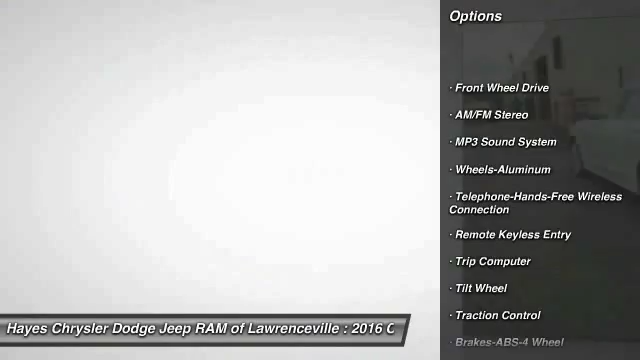 Options
· Front Wheel Drive
· AM/FM Stereo
· MP3 Sound System
· Wheels-Aluminum
· Telephone-Hands-Free Wireless
Connection
· Remote Keyless Entry
· Trip Computer
· Tilt Wheel
· Traction Control
· Brakes-ABS-4 Wheel
Hayes Chrysler Dodge Jeep RAM of Lawrenceville : 2016